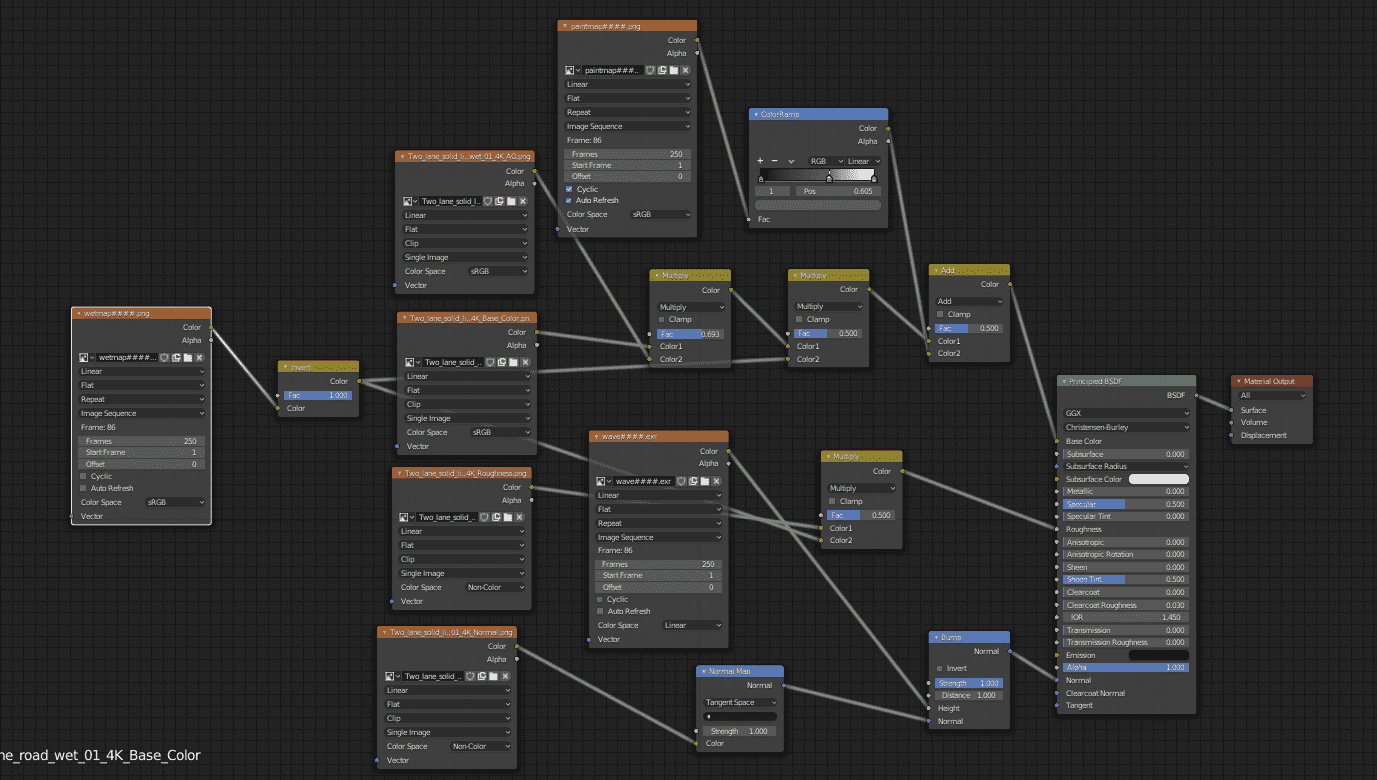 paintmap####.png
Color
Alpha
paintmap###...
Linear
Flat
Repeat
Image Sequence
Frame: 86
Frames 250
Start Frame 1
Offset 0
Cyclic
Auto Refresh
Color Space sRGB
Vector
ColorRamp
Color
Alpha
RGB Linear
1 Pos 0.605
Fac
Two_lane_solid_li...wet_01_4K_AO.png
Color
Alpha
Two_lane_solid_l..
Linear
Flat
Clip
Single Image
Color Space sRGB
Vector
wetmap####.png
Color
Alpha
wetmap####...
Linear
Flat
Repeat
Image Sequence
Frame: 86
Frames 250
Start Frame 1
Offset 0
Cyclic
Auto Refresh
Color Space sRGB
Vector
Invert
Color
Fac 1.000
Color
Two_lane_solid_li..._4K_Base_Color.pn
Color
Alpha
Two_lane_solid_..
Linear
Flat
Clip
Single Image
Color Space sRGB
Vector
Multiply
Color
Multiply
Clamp
Fac 0.693
Color1
Color2
Multiply
Color
Multiply
Clamp
Fac 0.500
Color1
Color2
Add
Color
Add
Clamp
Fac 0.500
Color1
Color2
Two_lane_solid_li..._4K_Roughness.png
Color
Alpha
Two_lane_solid_..
Linear
Flat
Clip
Single Image
Color Space Non-Color
Vector
wave####.exr
Color
Alpha
wave####.exr
Linear
Flat
Repeat
Image Sequence
Frame: 86
Frames 250
Start Frame 1
Offset 0
Cyclic
Auto Refresh
Color Space Linear
Vector
Multiply
Color
Multiply
Clamp
Fac 0.500
Color1
Color2
Two_lane_solid_li...01_4K_Normal.png
Color
Alpha
Two_lane_solid_..
Linear
Flat
Clip
Single Image
Color Space Non-Color
Vector
Normal Map
Normal
Tangent Space
Strength 1.000
Color
Bump
Normal
Invert
Strength 1.000
Distance 1.000
Height
Normal
Principled BSDF
BSDF
GGX
Christensen-Burley
Base Color
Subsurface 0.000
Subsurface Radius
Subsurface Color
Metallic 0.000
Specular 0.500
Specular Tint 0.000
Roughness
Anisotropic 0.000
Anisotropic Rotation 0.000
Sheen 0.000
Sheen Tint 0.500
Clearcoat 0.000
Clearcoat Roughness 0.030
IOR 1.450
Transmission 0.000
Transmission Roughness 0.000
Emission
Alpha 1.000
Normal
Clearcoat Normal
Tangent
Material Output
All
Surface
Volume
Displacement
ne_road_wet_01_4K_Base_Color